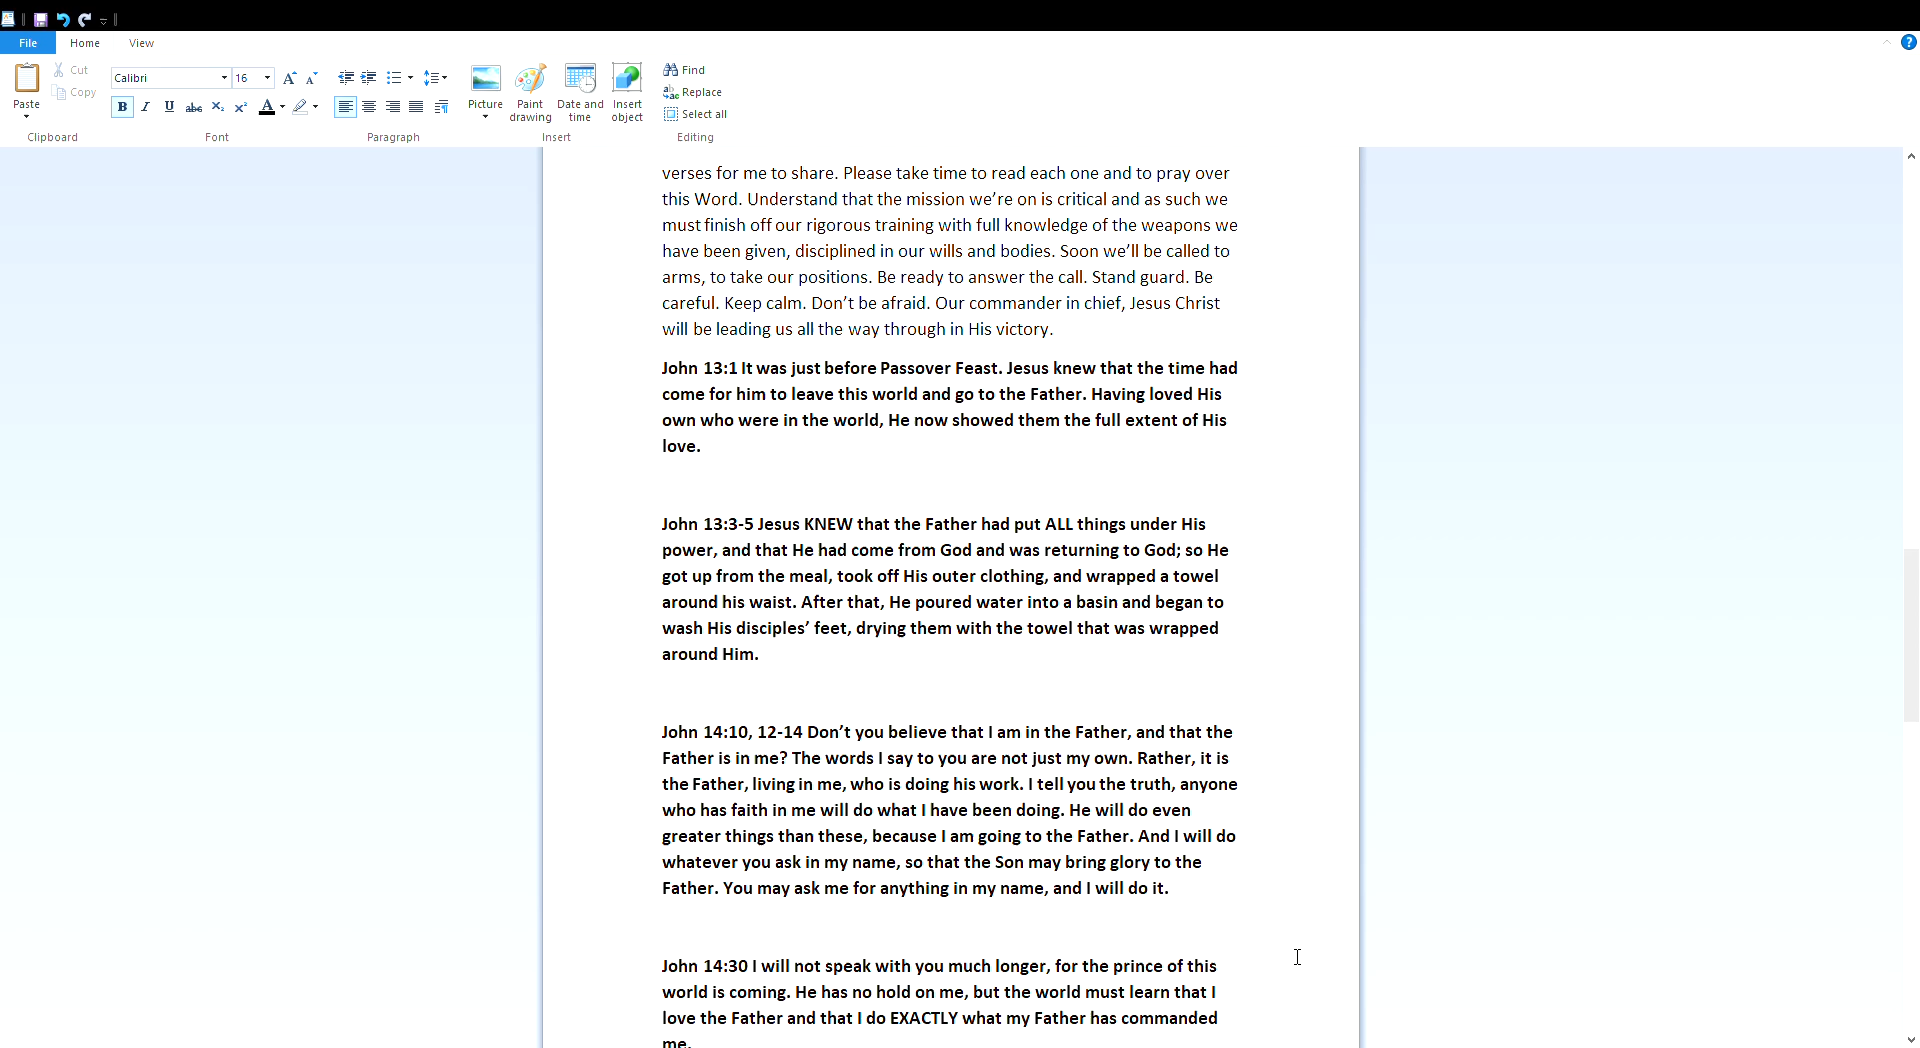 File Home View
Calibri 16
Cut
Copy
Paste
Clipboard
B I U abc X₂ X² A
Font
Paragraph
Picture
Paint drawing
Date and time
Insert object
Insert
Find
Replace
Select all
Editing
verses for me to share. Please take time to read each one and to pray over
this Word. Understand that the mission we’re on is critical and as such we
must finish off our rigorous training with full knowledge of the weapons we
have been given, disciplined in our wills and bodies. Soon we’ll be called to
arms, to take our positions. Be ready to answer the call. Stand guard. Be
careful. Keep calm. Don’t be afraid. Our commander in chief, Jesus Christ
will be leading us all the way through in His victory.
John 13:1 It was just before Passover Feast. Jesus knew that the time had
come for him to leave this world and go to the Father. Having loved His
own who were in the world, He now showed them the full extent of His
love.
John 13:3-5 Jesus KNEW that the Father had put ALL things under His
power, and that He had come from God and was returning to God; so He
got up from the meal, took off His outer clothing, and wrapped a towel
around his waist. After that, He poured water into a basin and began to
wash His disciples’ feet, drying them with the towel that was wrapped
around Him.
John 14:10, 12-14 Don’t you believe that I am in the Father, and that the
Father is in me? The words I say to you are not just my own. Rather, it is
the Father, living in me, who is doing his work. I tell you the truth, anyone
who has faith in me will do what I have been doing. He will do even
greater things than these, because I am going to the Father. And I will do
whatever you ask in my name, so that the Son may bring glory to the
Father. You may ask me for anything in my name, and I will do it.
John 14:30 I will not speak with you much longer, for the prince of this
world is coming. He has no hold on me, but the world must learn that I
love the Father and that I do EXACTLY what my Father has commanded
me.